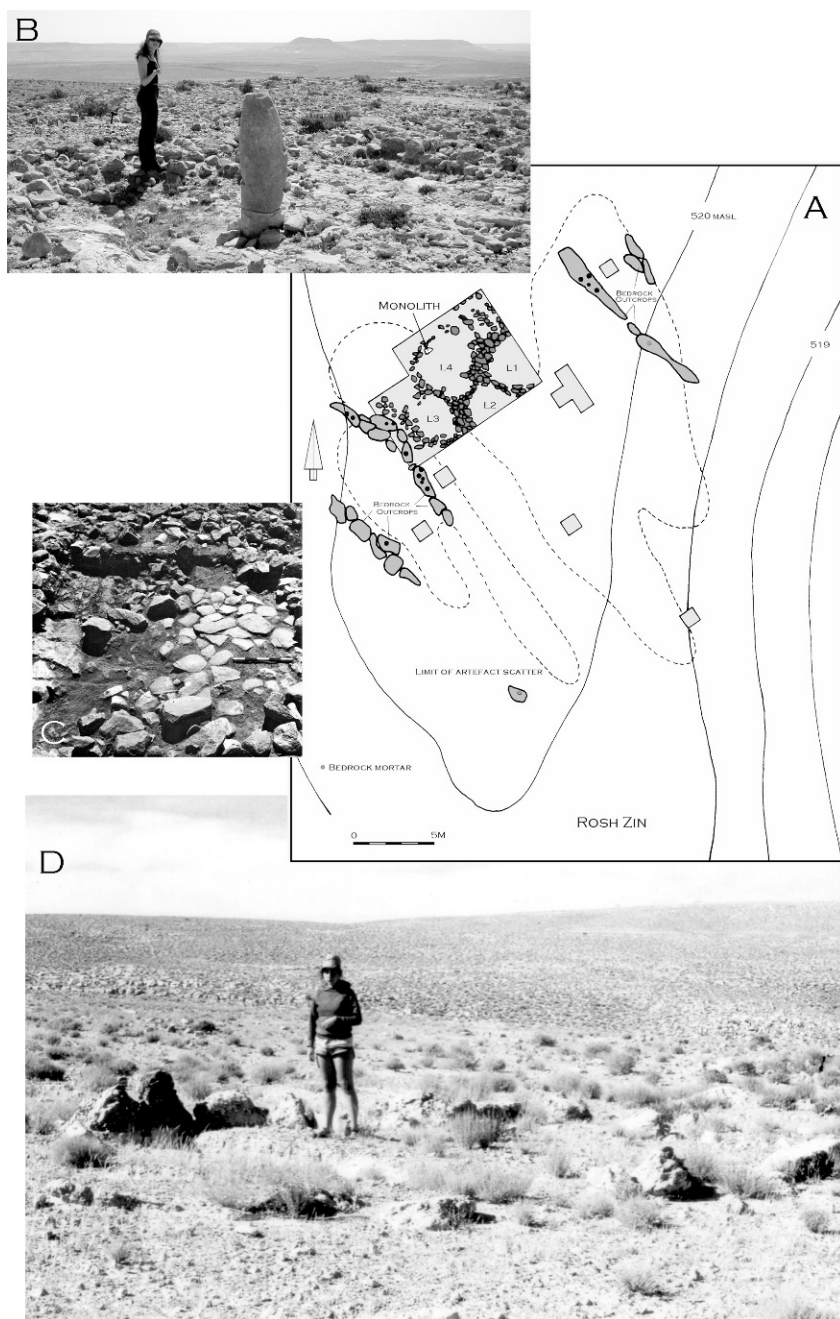 B
A
520 MASL
BEDROCK
OUTCROPS
MONOLITH
519
L4
L1
L3
L2
BEDROCK
OUTCROPS
C
LIMIT OF ARTEFACT SCATTER
BEDROCK MORTAR
ROSH ZIN
0 5M
D